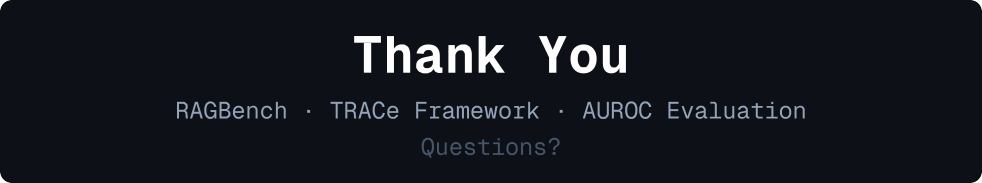 Thank You
RAGBench · TRACe Framework · AUROC Evaluation
Questions?